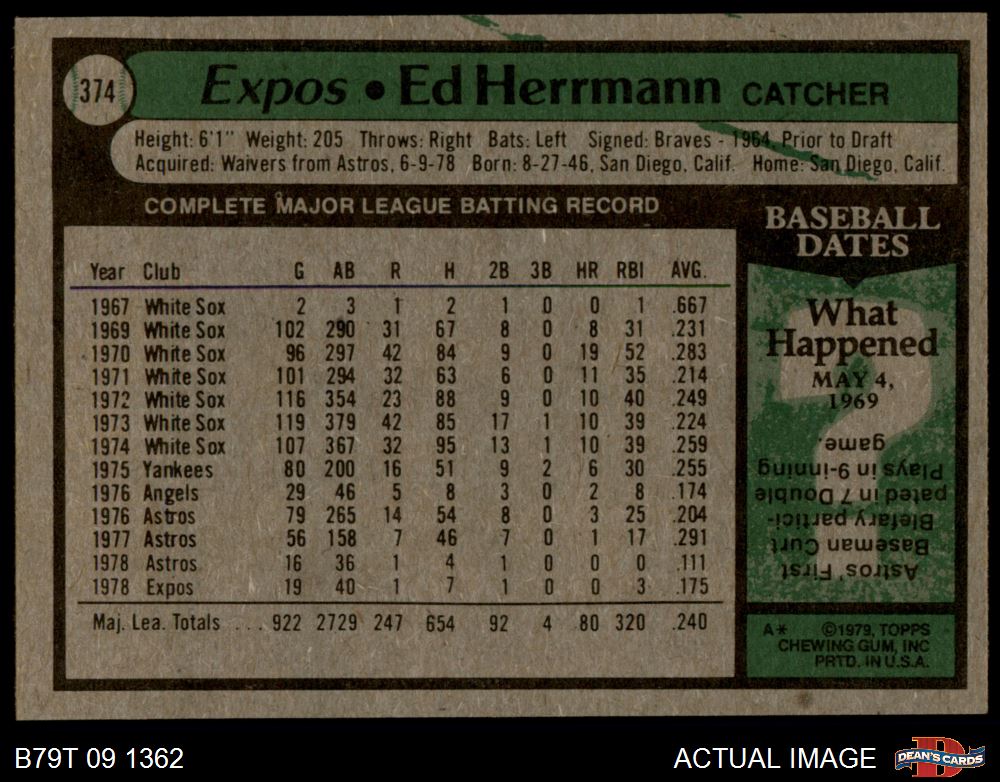 374
Expos • Ed Herrmann CATCHER
Height: 6'1" Weight: 205 Throws: Right Bats: Left Signed: Braves - 1964, Prior to Draft
Acquired: Waivers from Astros, 6-9-78 Born: 8-27-46, San Diego, Calif. Home: San Diego, Calif.
COMPLETE MAJOR LEAGUE BATTING RECORD
Year Club G AB R H 2B 3B HR RBI AVG.
1967 White Sox 2 3 1 2 1 0 0 1 .667
1969 White Sox 102 290 31 67 8 0 8 31 .231
1970 White Sox 96 297 42 84 9 0 19 52 .283
1971 White Sox 101 294 32 63 6 0 11 35 .214
1972 White Sox 116 354 23 88 9 0 10 40 .249
1973 White Sox 119 379 42 85 17 1 10 39 .224
1974 White Sox 107 367 32 95 13 1 10 39 .259
1975 Yankees 80 200 16 51 9 2 6 30 .255
1976 Angels 29 46 5 8 3 0 2 8 .174
1976 Astros 79 265 14 54 8 0 3 25 .204
1977 Astros 56 158 7 46 7 0 1 17 .291
1978 Astros 16 36 1 4 1 0 0 0 .111
1978 Expos 19 40 1 7 1 0 0 3 .175
Maj. Lea. Totals ... 922 2729 247 654 92 4 80 320 .240
BASEBALL
DATES
What
Happened
MAY 4,
1969
Astros' First
Baseman Curt
Blefary partici-
pated in 7 Double
Plays in 9-inning
game.
A* ©1979, TOPPS
CHEWING GUM, INC
PRTD. IN U.S.A.
B79T 09 1362
ACTUAL IMAGE
D
DEAN'S CARDS